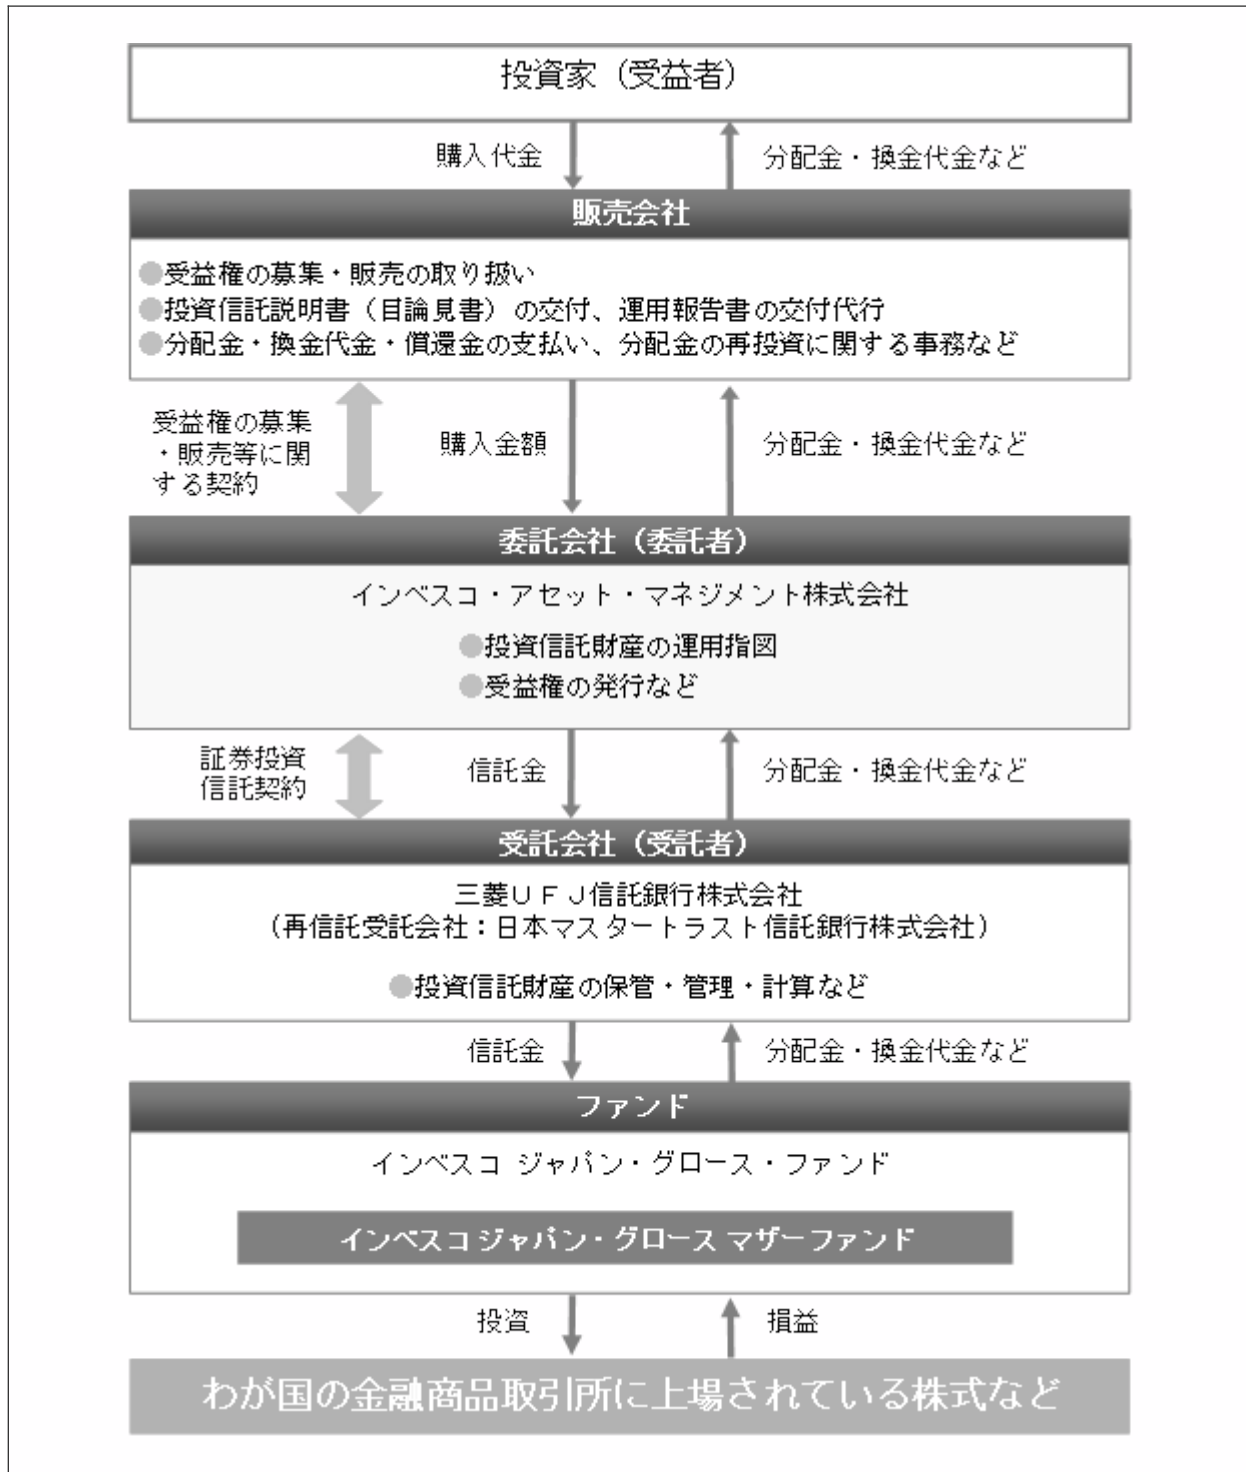 投資家（受益者）
購入代金
分配金・換金代金など
販売会社
●受益権の募集・販売の取り扱い
●投資信託説明書（目論見書）の交付、運用報告書の交付代行
●分配金・換金代金・償還金の支払い、分配金の再投資に関する事務など
受益権の募集
・販売等に関
する契約
購入金額
分配金・換金代金など
委託会社（委託者）
インベスコ・アセット・マネジメント株式会社
●投資信託財産の運用指図
●受益権の発行など
証券投資
信託契約
信託金
分配金・換金代金など
受託会社（受託者）
三菱ＵＦＪ信託銀行株式会社
（再信託受託会社：日本マスタートラスト信託銀行株式会社）
●投資信託財産の保管・管理・計算など
信託金
分配金・換金代金など
ファンド
インベスコ ジャパン・グロース・ファンド
インベスコ ジャパン・グロース マザーファンド
投資
損益
わが国の金融商品取引所に上場されている株式など